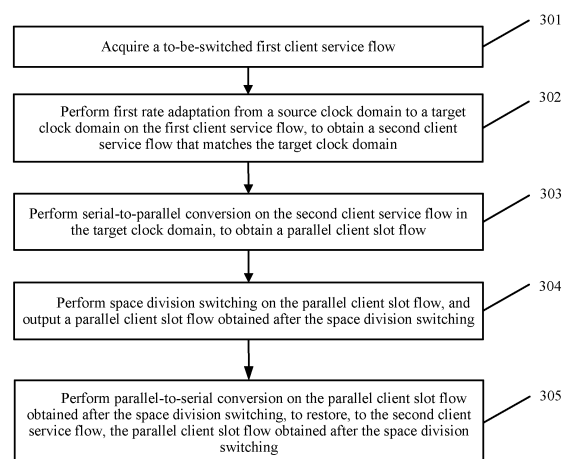 301
Acquire a to-be-switched first client service flow
302
Perform first rate adaptation from a source clock domain to a target
clock domain on the first client service flow, to obtain a second client
service flow that matches the target clock domain
303
Perform serial-to-parallel conversion on the second client service flow in
the target clock domain, to obtain a parallel client slot flow
304
Perform space division switching on the parallel client slot flow, and
output a parallel client slot flow obtained after the space division switching
305
Perform parallel-to-serial conversion on the parallel client slot flow
obtained after the space division switching, to restore, to the second client
service flow, the parallel client slot flow obtained after the space division
switching